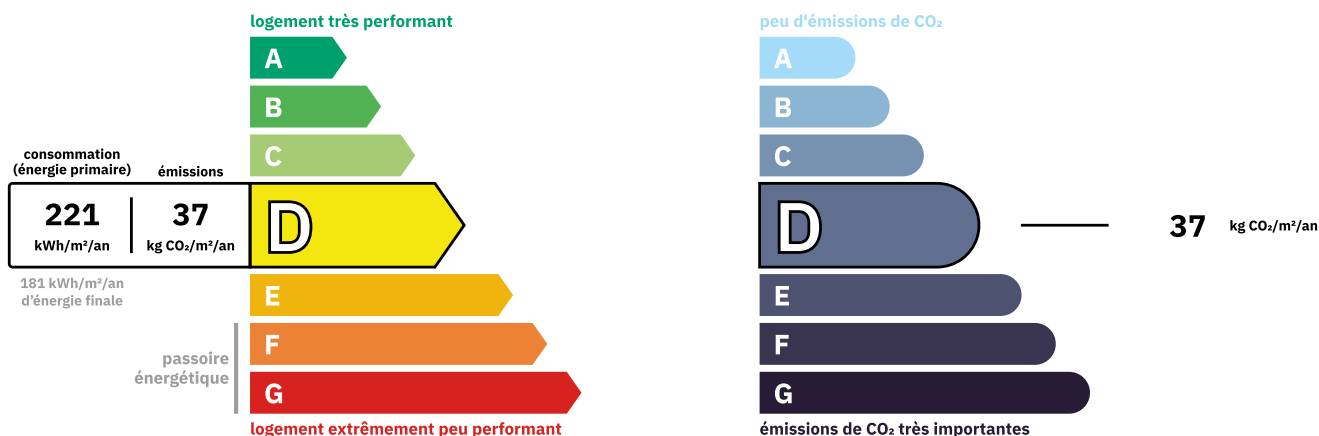 logement très performant
A
B
C
consommation
(énergie primaire)
émissions
221
kWh/m²/an
37
kg CO₂/m²/an
D
181 kWh/m²/an
d'énergie finale
E
passoire
énergétique
F
G
logement extrêmement peu performant
peu d'émissions de CO₂
A
B
C
D
37 kg CO₂/m²/an
E
F
G
émissions de CO₂ très importantes